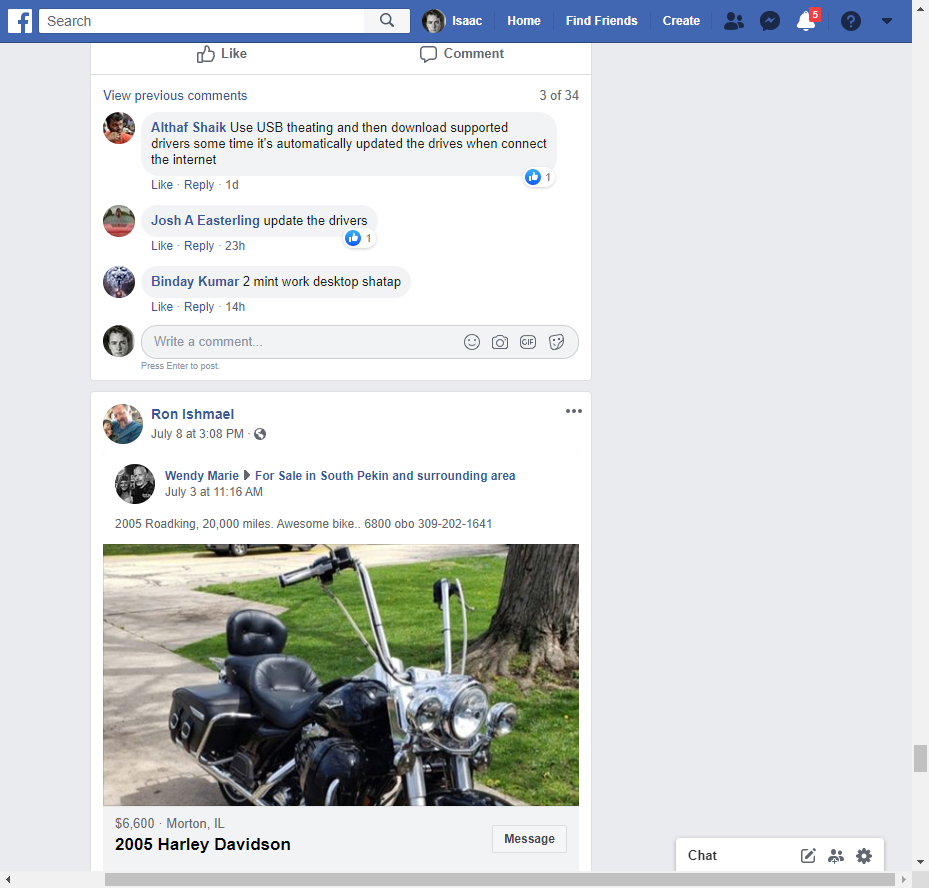 Search
Isaac
Home
Find Friends
Create
5
Like
Comment
View previous comments
3 of 34
Althaf Shaik Use USB theating and then download supported
drivers some time it's automatically updated the drives when connect
the internet
1
Like · Reply · 1d
Josh A Easterling update the drivers
1
Like · Reply · 23h
Binday Kumar 2 mint work desktop shatap
Like · Reply · 14h
Write a comment...
GIF
Press Enter to post.
Ron Ishmael
July 8 at 3:08 PM ·
Wendy Marie For Sale in South Pekin and surrounding area
July 3 at 11:16 AM
2005 Roadking, 20,000 miles. Awesome bike.. 6800 obo 309-202-1641
$6,600 · Morton, IL
2005 Harley Davidson
Message
Chat